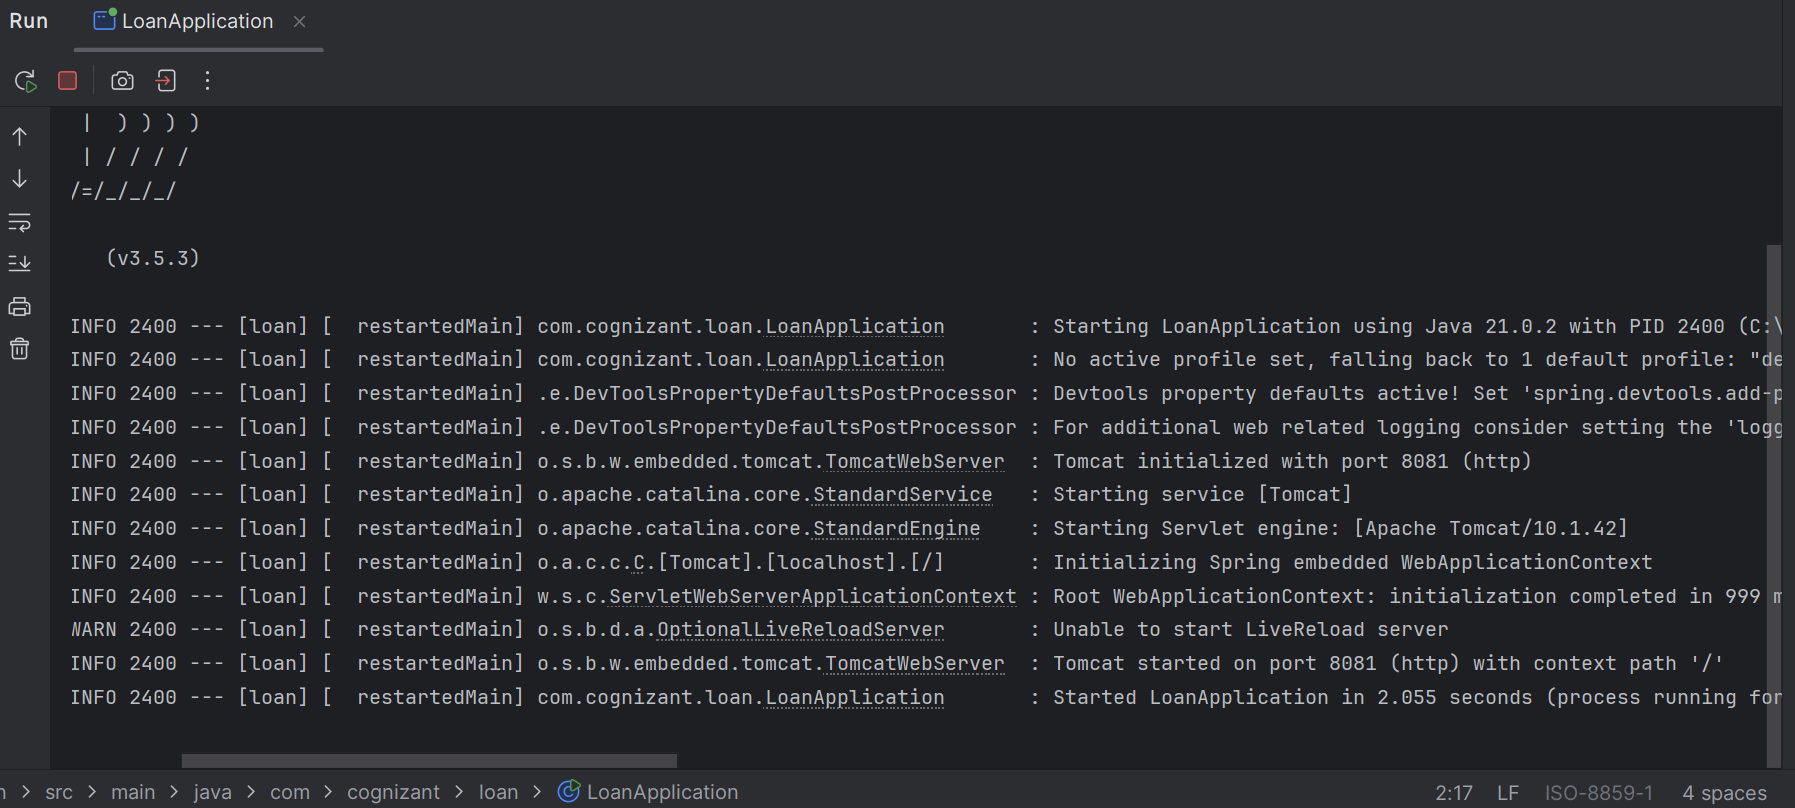 Run LoanApplication
| ) ) ) )
| / / / /
/=/_/_/_/
(v3.5.3)
INFO 2400 --- [loan] [  restartedMain] com.cognizant.loan.LoanApplication : Starting LoanApplication using Java 21.0.2 with PID 2400 (C:\
INFO 2400 --- [loan] [  restartedMain] com.cognizant.loan.LoanApplication : No active profile set, falling back to 1 default profile: "de
INFO 2400 --- [loan] [  restartedMain] .e.DevToolsPropertyDefaultsPostProcessor : Devtools property defaults active! Set 'spring.devtools.add-p
INFO 2400 --- [loan] [  restartedMain] .e.DevToolsPropertyDefaultsPostProcessor : For additional web related logging consider setting the 'logg
INFO 2400 --- [loan] [  restartedMain] o.s.b.w.embedded.tomcat.TomcatWebServer : Tomcat initialized with port 8081 (http)
INFO 2400 --- [loan] [  restartedMain] o.apache.catalina.core.StandardService : Starting service [Tomcat]
INFO 2400 --- [loan] [  restartedMain] o.apache.catalina.core.StandardEngine : Starting Servlet engine: [Apache Tomcat/10.1.42]
INFO 2400 --- [loan] [  restartedMain] o.a.c.c.C.[Tomcat].[localhost].[/] : Initializing Spring embedded WebApplicationContext
INFO 2400 --- [loan] [  restartedMain] w.s.c.ServletWebServerApplicationContext : Root WebApplicationContext: initialization completed in 999 m
WARN 2400 --- [loan] [  restartedMain] o.s.b.d.a.OptionalLiveReloadServer : Unable to start LiveReload server
INFO 2400 --- [loan] [  restartedMain] o.s.b.w.embedded.tomcat.TomcatWebServer : Tomcat started on port 8081 (http) with context path '/'
INFO 2400 --- [loan] [  restartedMain] com.cognizant.loan.LoanApplication : Started LoanApplication in 2.055 seconds (process running for
> src > main > java > com > cognizant > loan > LoanApplication 2:17 LF ISO-8859-1 4 spaces